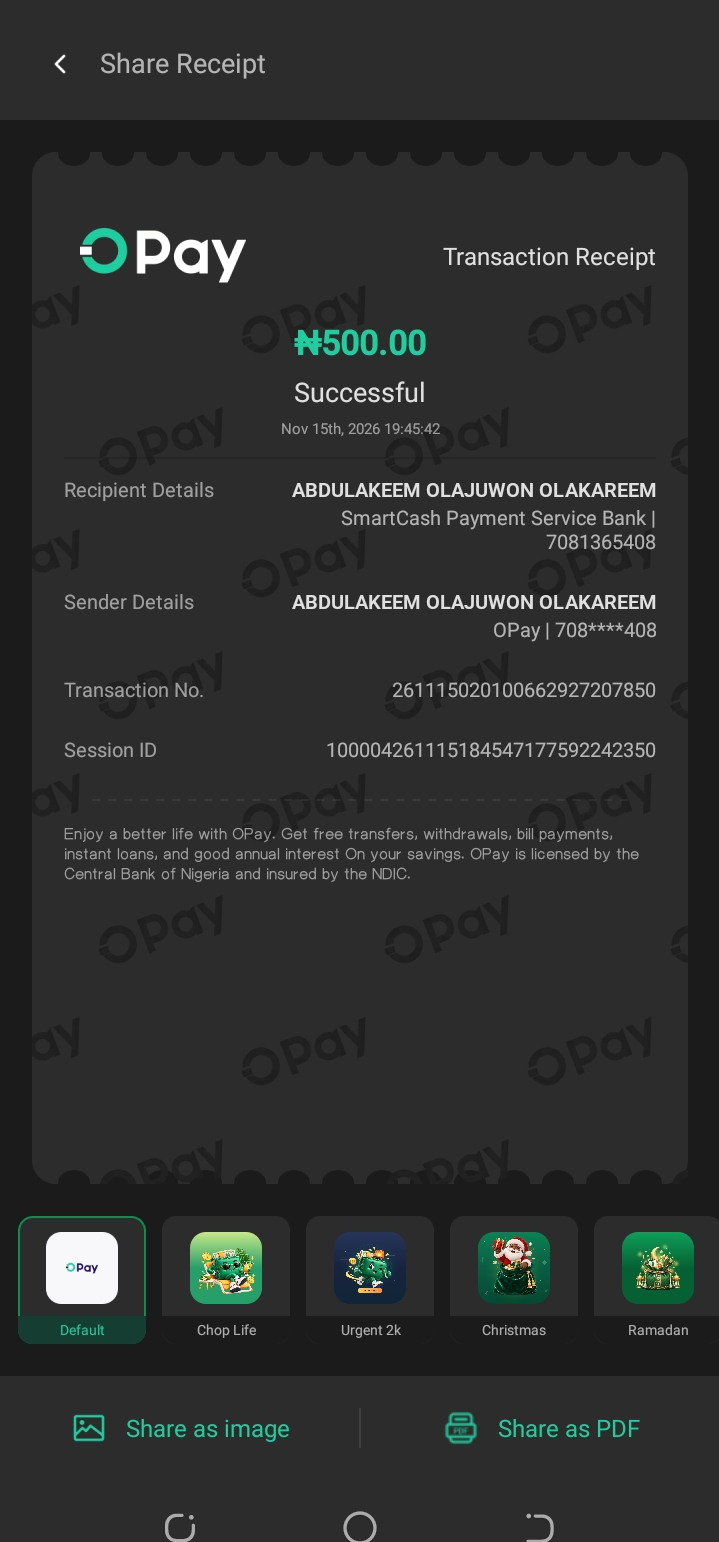 Share Receipt
OPay
Transaction Receipt
₦500.00
Successful
Nov 15th, 2026 19:45:42
Recipient Details
ABDULAKEEM OLAJUWON OLAKAREEM
SmartCash Payment Service Bank |
7081365408
Sender Details
ABDULAKEEM OLAJUWON OLAKAREEM
OPay | 708****408
Transaction No.
261115020100662927207850
Session ID
100004261115184547177592242350
Enjoy a better life with OPay. Get free transfers, withdrawals, bill payments,
instant loans, and good annual interest On your savings. OPay is licensed by the
Central Bank of Nigeria and insured by the NDIC.
OPay
Default
Chop Life
Urgent 2k
Christmas
Ramadan
Share as image
PDF
Share as PDF